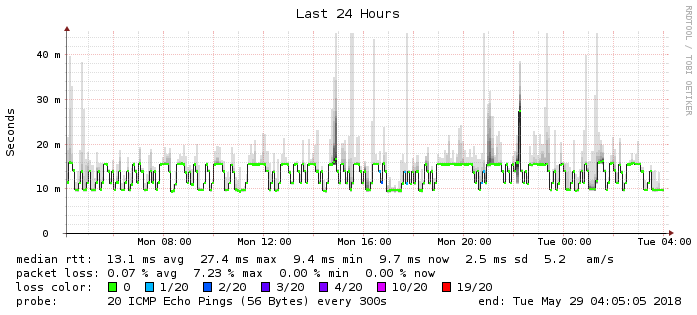 Last 24 Hours
RRDTOOL / TOBI OETIKER
Seconds
40 m
30 m
20 m
10 m
0
Mon 08:00 Mon 12:00 Mon 16:00 Mon 20:00 Tue 00:00 Tue 04:00
median rtt: 13.1 ms avg 27.4 ms max 9.4 ms min 9.7 ms now 2.5 ms sd 5.2 am/s
packet loss: 0.07 % avg 7.23 % max 0.00 % min 0.00 % now
loss color: 0 1/20 2/20 3/20 4/20 10/20 19/20
probe: 20 ICMP Echo Pings (56 Bytes) every 300s end: Tue May 29 04:05:05 2018